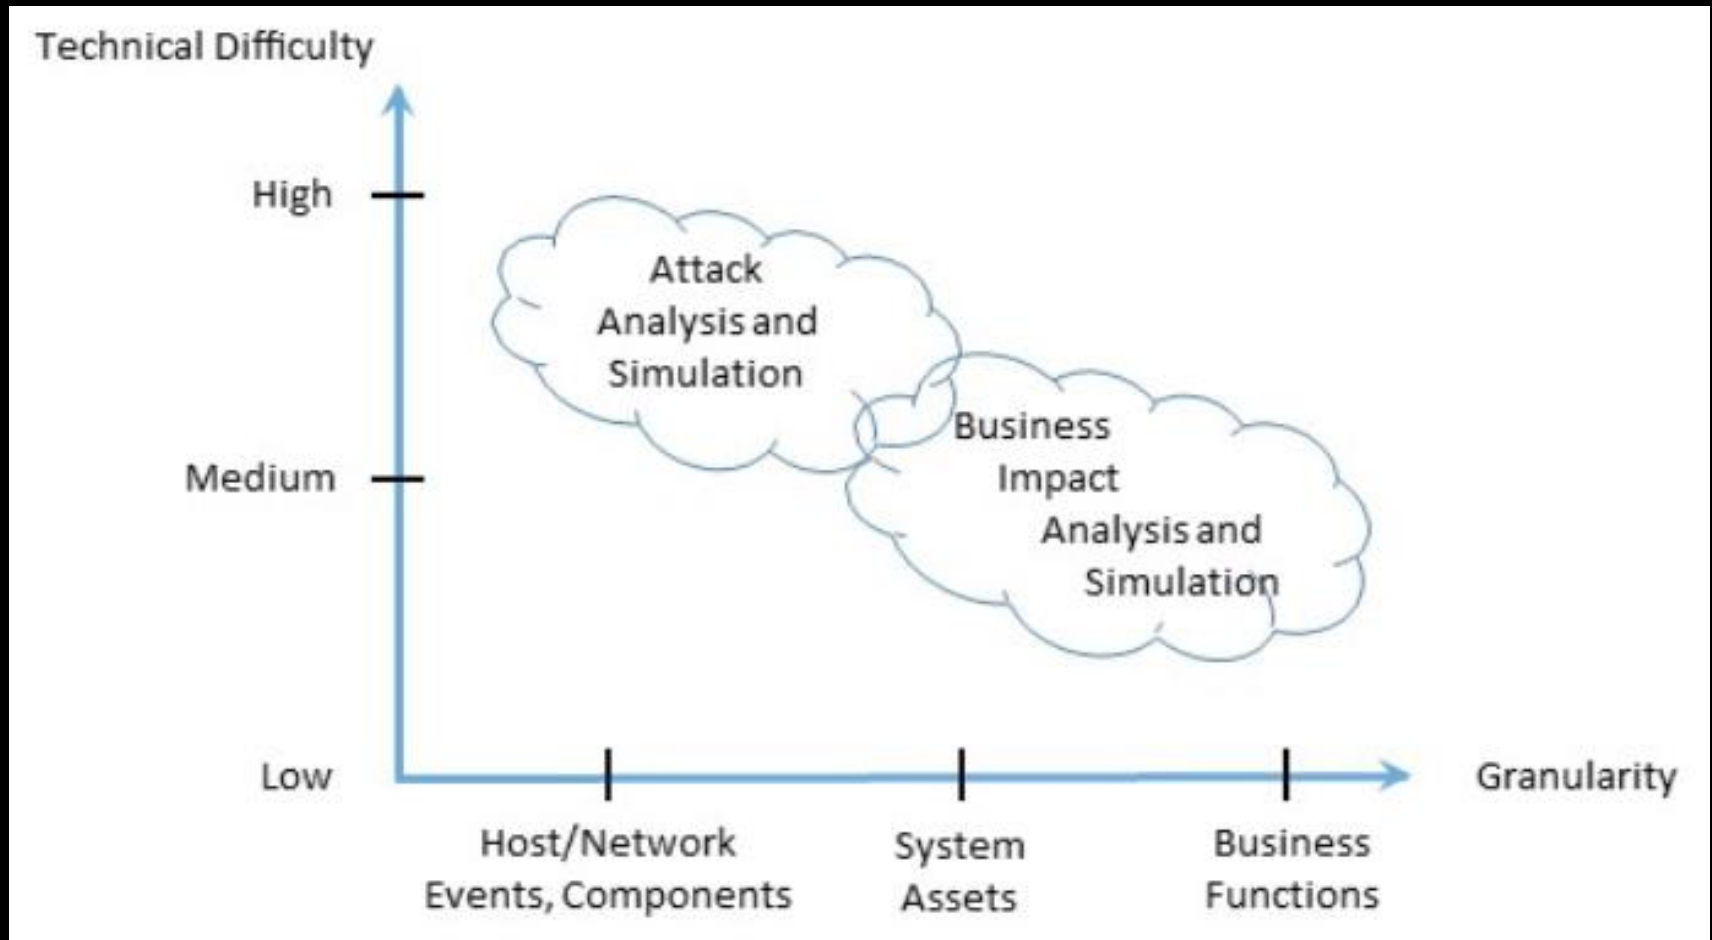 Technical Difficulty
High
Attack
Analysis and
Simulation
Business
Impact
Analysis and
Simulation
Medium
Low
Granularity
Host/Network
Events, Components
System
Assets
Business
Functions